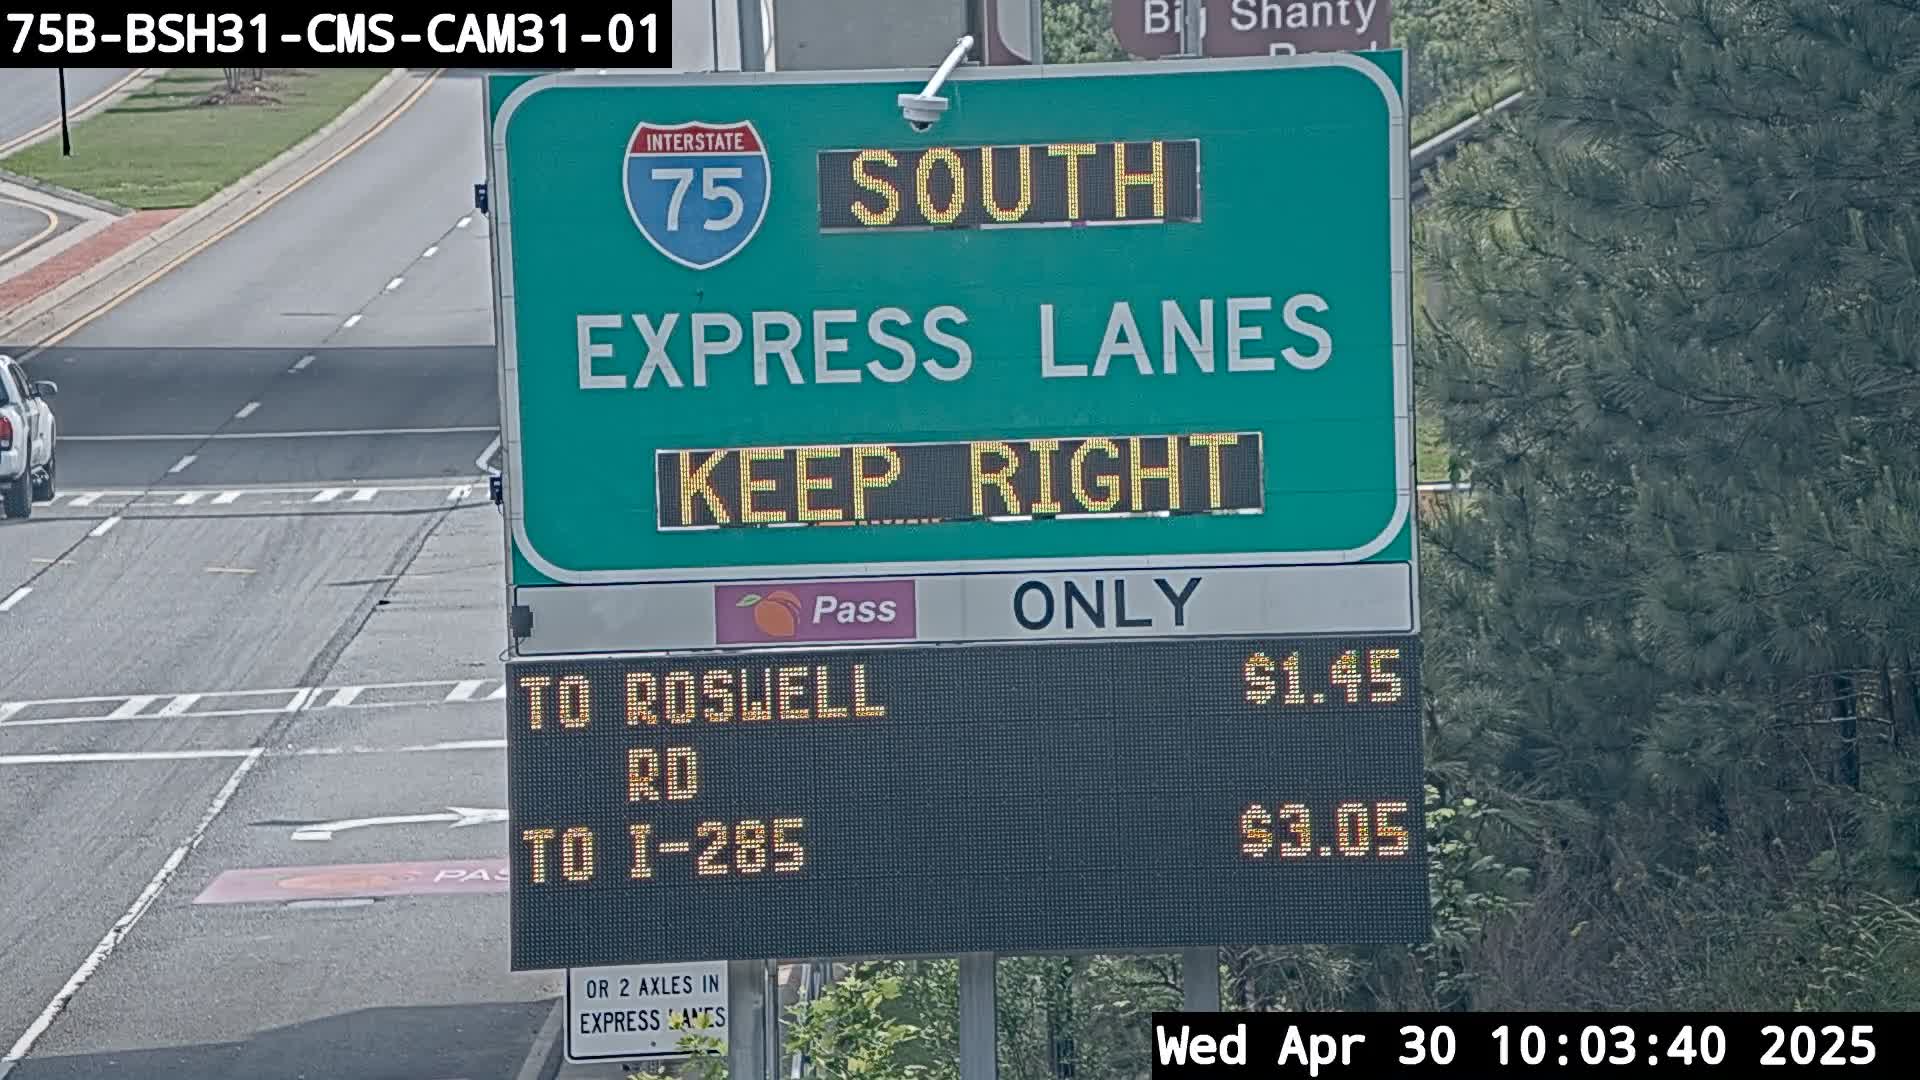 75B-BSH31-CMS-CAM31-01
Big Shanty
Road
INTERSTATE
75
SOUTH
EXPRESS LANES
KEEP RIGHT
Pass ONLY
TO ROSWELL $1.45
RD
TO I-285 $3.05
PAS
OR 2 AXLES IN
EXPRESS LANES
Wed Apr 30 10:03:40 2025